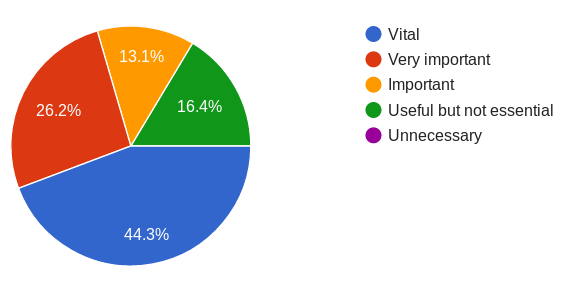 Vital
Very important
Important
Useful but not essential
Unnecessary
13.1%
16.4%
26.2%
44.3%